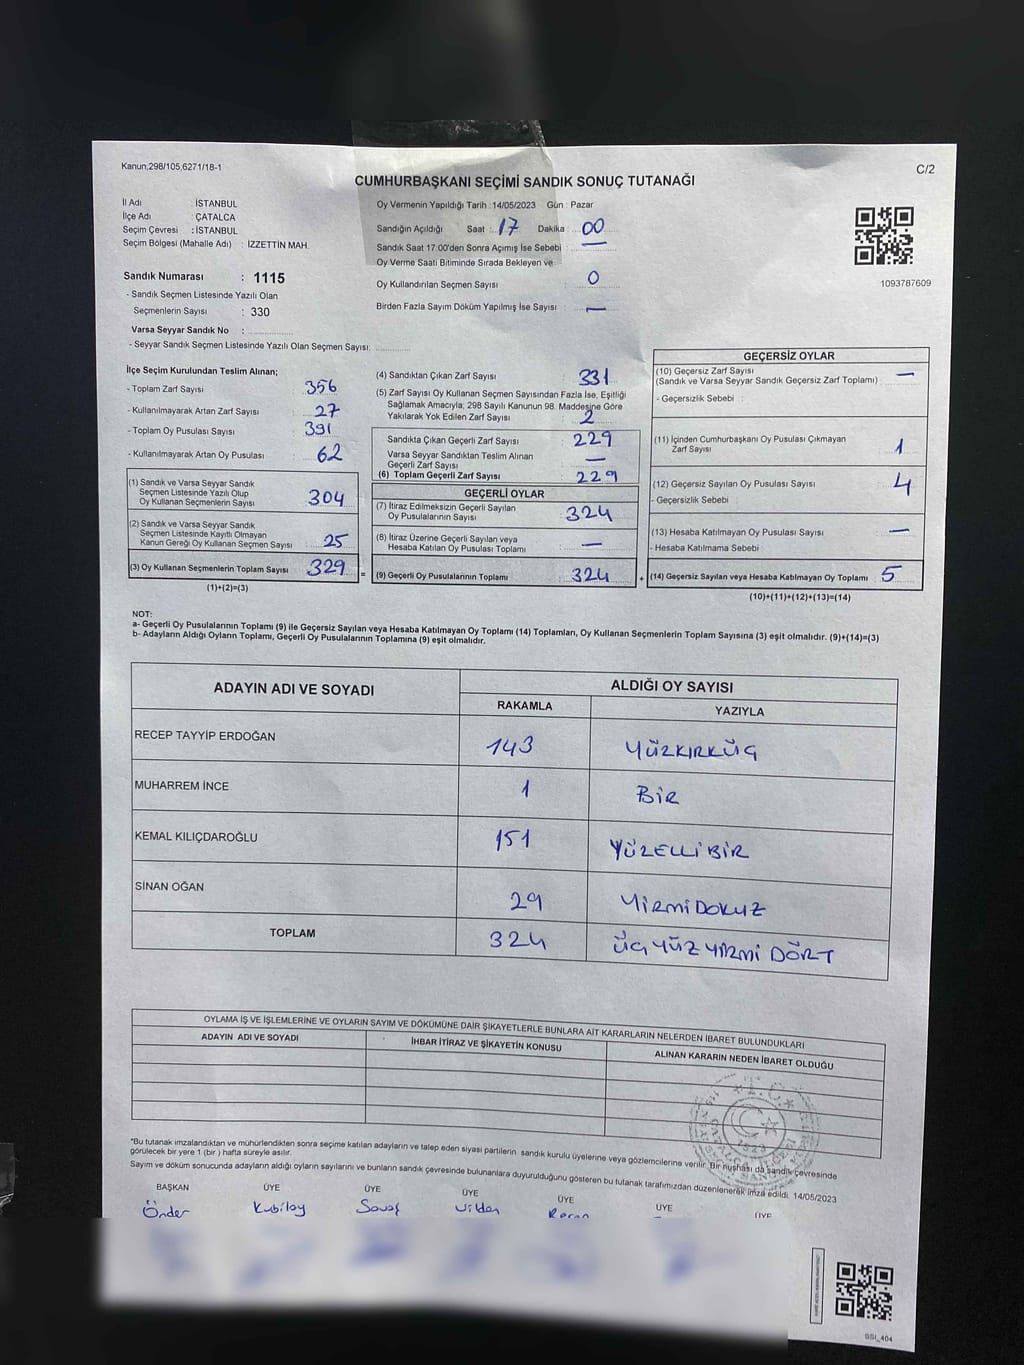 Kanun,298/105,6271/18-1
C/2
CUMHURBAŞKANI SEÇİMİ SANDIK SONUÇ TUTANAĞI
İl Adı : İSTANBUL
İlçe Adı : ÇATALCA
Seçim Çevresi : İSTANBUL
Seçim Bölgesi (Mahalle Adı) : İZZETTİN MAH.
Sandık Numarası : 1115
- Sandık Seçmen Listesinde Yazılı Olan
Seçmenlerin Sayısı : 330
Varsa Seyyar Sandık No :
- Seyyar Sandık Seçmen Listesinde Yazılı Olan Seçmen Sayısı:
Oy Vermenin Yapıldığı Tarih : 14/05/2023 Gün : Pazar
Sandığın Açıldığı Saat : 17 Dakika : 00
Sandık Saat 17:00'den Sonra Açımış İse Sebebi : —
Oy Verme Saati Bitiminde Sırada Bekleyen ve
Oy Kullandırılan Seçmen Sayısı : 0
Birden Fazla Sayım Döküm Yapılmış İse Sayısı : —
1093787609
İlçe Seçim Kurulundan Teslim Alınan;
- Toplam Zarf Sayısı : 356
- Kullanılmayarak Artan Zarf Sayısı : 27
- Toplam Oy Pusulası Sayısı : 391
- Kullanılmayarak Artan Oy Pusulası : 62
(1) Sandık ve Varsa Seyyar Sandık
Seçmen Listesinde Yazılı Olup
Oy Kullanan Seçmenlerin Sayısı : 304
(2) Sandık ve Varsa Seyyar Sandık
Seçmen Listesinde Kayıtlı Olmayan
Kanun Gereği Oy Kullanan Seçmen Sayısı : 25
(3) Oy Kullanan Seçmenlerin Toplam Sayısı : 329
(1)+(2)=(3)
(4) Sandıktan Çıkan Zarf Sayısı : 331
(5) Zarf Sayısı Oy Kullanan Seçmen Sayısından Fazla İse, Eşitliği
Sağlamak Amacıyla; 298 Sayılı Kanunun 98. Maddesine Göre
Yakılarak Yok Edilen Zarf Sayısı : 2
Sandıkta Çıkan Geçerli Zarf Sayısı : 229
Varsa Seyyar Sandıktan Teslim Alınan
Geçerli Zarf Sayısı : —
(6) Toplam Geçerli Zarf Sayısı : 229
GEÇERLİ OYLAR
(7) İtiraz Edilmeksizin Geçerli Sayılan
Oy Pusulalarının Sayısı : 324
(8) İtiraz Üzerine Geçerli Sayılan veya
Hesaba Katılan Oy Pusulaları Toplamı : —
= (9) Geçerli Oy Pusulalarının Toplamı : 324
GEÇERSİZ OYLAR
(10) Geçersiz Zarf Sayısı : —
(Sandık ve Varsa Seyyar Sandık Geçersiz Zarf Toplamı)
- Geçersizlik Sebebi :
(11) İçinden Cumhurbaşkanı Oy Pusulası Çıkmayan
Zarf Sayısı : 1
(12) Geçersiz Sayılan Oy Pusulası Sayısı : 4
- Geçersizlik Sebebi :
(13) Hesaba Katılmayan Oy Pusulası Sayısı : —
- Hesaba Katılmama Sebebi :
+ (14) Geçersiz Sayılan veya Hesaba Katılmayan Oy Toplamı : 5
(10)+(11)+(12)+(13)=(14)
NOT:
a- Geçerli Oy Pusulasının Toplamı (9) ile Geçersiz Sayılan veya Hesaba Katılmayan Oy Toplamı (14) Toplamları, Oy Kullanan Seçmenlerin Toplam Sayısına (3) eşit olmalıdır. (9)+(14)=(3)
b- Adayların Aldığı Oyların Toplamı, Geçerli Oy Pusulalarının Toplamına (9) eşit olmalıdır.
ADAYIN ADI VE SOYADI
ALDIĞI OY SAYISI
RAKAMLA YAZIYLA
RECEP TAYYİP ERDOĞAN 143 YÜZKIRKÜÇ
MUHARREM İNCE 1 BİR
KEMAL KILIÇDAROĞLU 151 YÜZELLİBİR
SİNAN OĞAN 29 YİRMİDOKUZ
TOPLAM 324 ÜÇYÜZYİRMİ DÖRT
OYLAMA İŞ VE İŞLEMLERİNE VE OYLARIN SAYIM VE DÖKÜMÜNE DAİR ŞİKAYETLERLE BUNLARA AİT KARARLARIN NELERDEN İBARET BULUNDUKLARI
ADAYIN ADI VE SOYADI İHBAR İTİRAZ VE ŞİKAYETİN KONUSU ALINAN KARARIN NEDEN İBARET OLDUĞU
*T.C.*
*Bu tutanak imzalandıktan ve mühürlendikten sonra seçime katılan adayların ve talep eden siyasi partilerin sandık kurulu üyelerine veya gözlemcilerine verilir. Bir nüshası da sandık çevresinde
görülecek bir yere 1 (bir ) hafta süreyle asılır.
Sayım ve döküm sonucunda adayların aldığı oyların sayılarını ve bunların sandık çevresinde bulunanlara duyurulduğunu gösteren bu tutanak tarafımızdan düzenlenerek imza edildi. 14/05/2023
BAŞKAN ÜYE ÜYE ÜYE ÜYE ÜYE ÜYE
Önder Kubilay Savaş Vildan
SSI_404